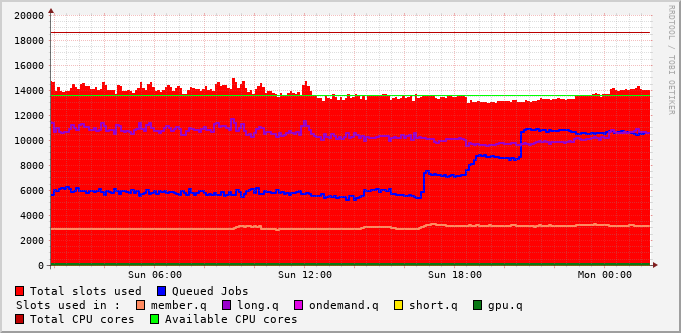 20000
18000
16000
14000
12000
10000
8000
6000
4000
2000
0
Sun 06:00 Sun 12:00 Sun 18:00 Mon 00:00
RRDTOOL / TOBI OETIKER
Total slots used Queued Jobs
Slots used in : member.q long.q ondemand.q short.q gpu.q
Total CPU cores Available CPU cores